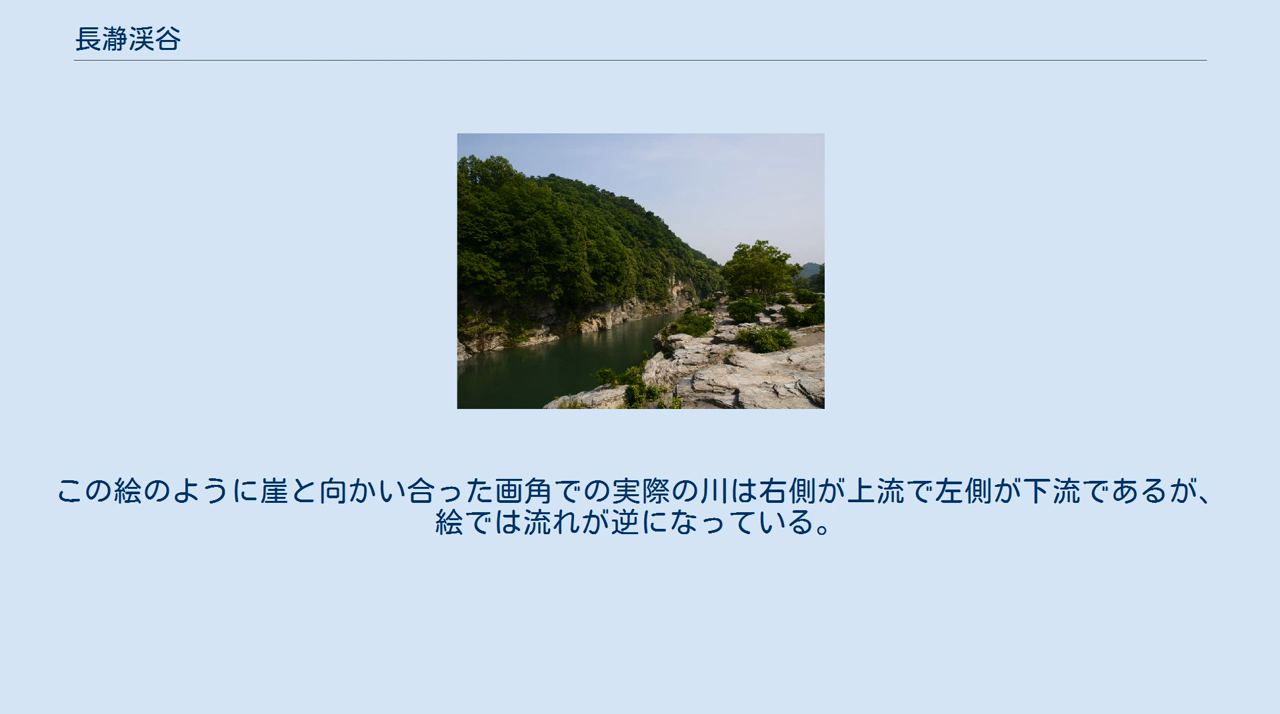 長瀞渓谷
この絵のように崖と向かい合った画角での実際の川は右側が上流で左側が下流であるが、
絵では流れが逆になっている。